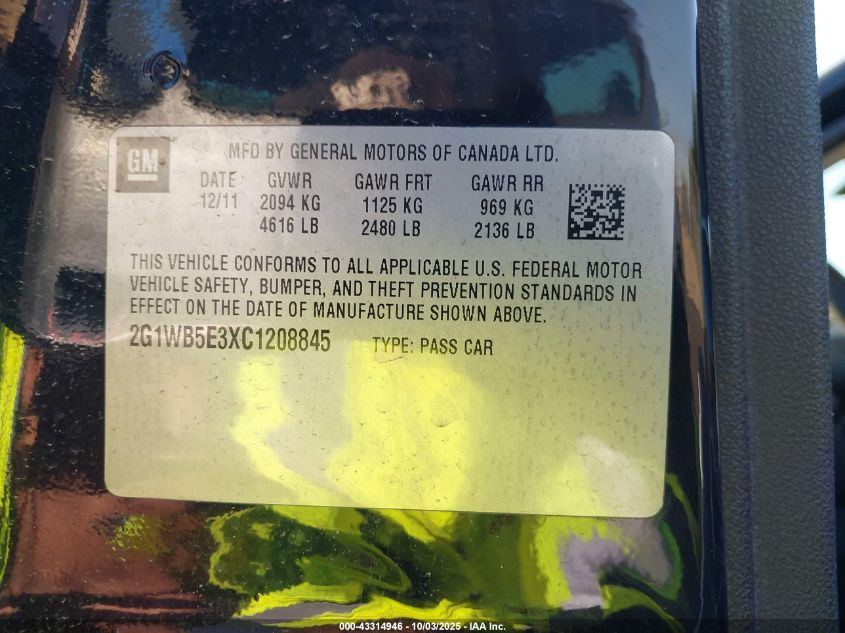 GM
MFD BY GENERAL MOTORS OF CANADA LTD.
DATE GVWR GAWR FRT GAWR RR
12/11 2094 KG 1125 KG 969 KG
4616 LB 2480 LB 2136 LB
THIS VEHICLE CONFORMS TO ALL APPLICABLE U.S. FEDERAL MOTOR
VEHICLE SAFETY, BUMPER, AND THEFT PREVENTION STANDARDS IN
EFFECT ON THE DATE OF MANUFACTURE SHOWN ABOVE.
2G1WB5E3XC1208845 TYPE: PASS CAR
000-43314946 - 10/03/2025 - IAA Inc.